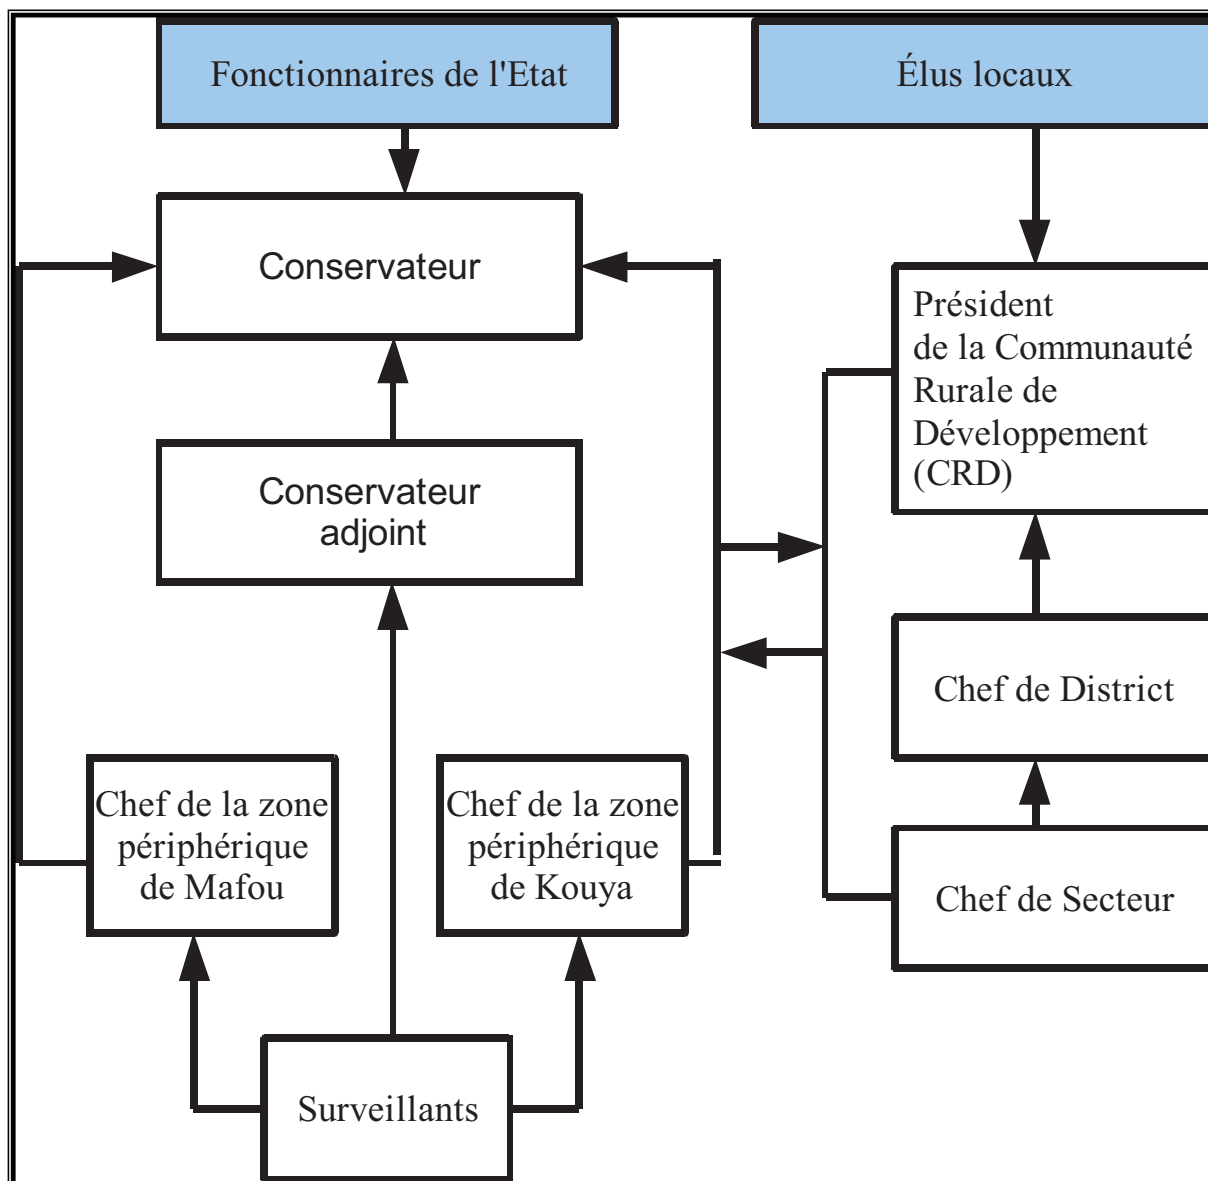 Fonctionnaires de l'Etat
Élus locaux
Conservateur
Président
de la Communauté
Rurale de
Développement
(CRD)
Conservateur
adjoint
Chef de District
Chef de la zone
périphérique
de Mafou
Chef de la zone
périphérique
de Kouya
Chef de Secteur
Surveillants